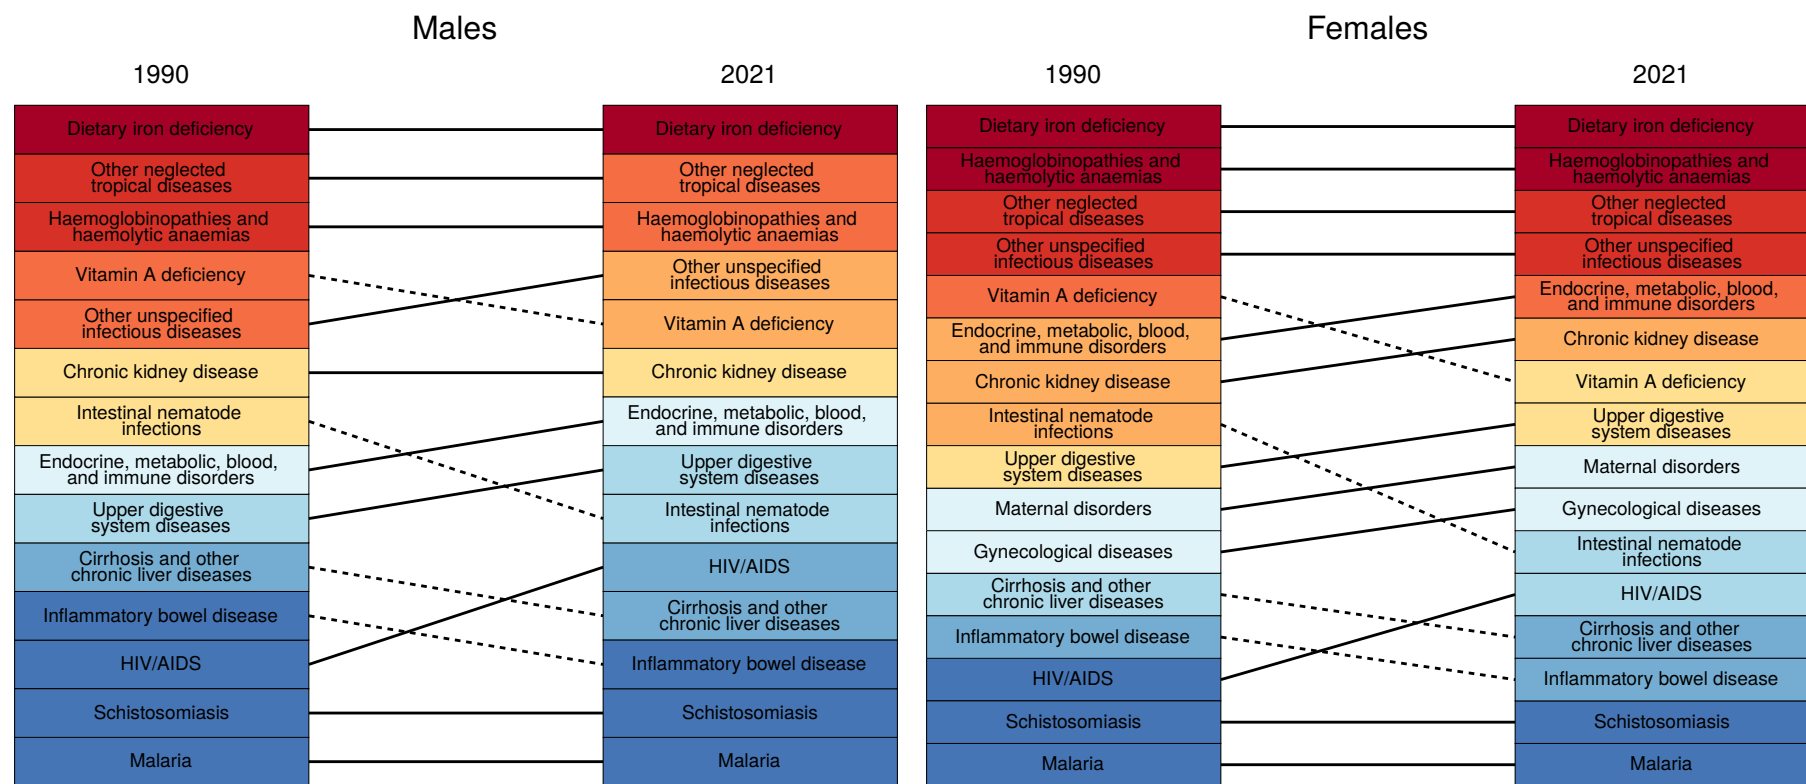 Males
1990
2021
Dietary iron deficiency
Other neglected
tropical diseases
Haemoglobinopathies and
haemolytic anaemias
Vitamin A deficiency
Other unspecified
infectious diseases
Chronic kidney disease
Intestinal nematode
infections
Endocrine, metabolic, blood,
and immune disorders
Upper digestive
system diseases
Cirrhosis and other
chronic liver diseases
Inflammatory bowel disease
HIV/AIDS
Schistosomiasis
Malaria
Dietary iron deficiency
Other neglected
tropical diseases
Haemoglobinopathies and
haemolytic anaemias
Other unspecified
infectious diseases
Vitamin A deficiency
Chronic kidney disease
Endocrine, metabolic, blood,
and immune disorders
Upper digestive
system diseases
Intestinal nematode
infections
HIV/AIDS
Cirrhosis and other
chronic liver diseases
Inflammatory bowel disease
Schistosomiasis
Malaria
Females
1990
2021
Dietary iron deficiency
Haemoglobinopathies and
haemolytic anaemias
Other neglected
tropical diseases
Other unspecified
infectious diseases
Vitamin A deficiency
Endocrine, metabolic, blood,
and immune disorders
Chronic kidney disease
Intestinal nematode
infections
Upper digestive
system diseases
Maternal disorders
Gynecological diseases
Cirrhosis and other
chronic liver diseases
Inflammatory bowel disease
HIV/AIDS
Schistosomiasis
Malaria
Dietary iron deficiency
Haemoglobinopathies and
haemolytic anaemias
Other neglected
tropical diseases
Other unspecified
infectious diseases
Endocrine, metabolic, blood,
and immune disorders
Chronic kidney disease
Vitamin A deficiency
Upper digestive
system diseases
Maternal disorders
Gynecological diseases
Intestinal nematode
infections
HIV/AIDS
Cirrhosis and other
chronic liver diseases
Inflammatory bowel disease
Schistosomiasis
Malaria